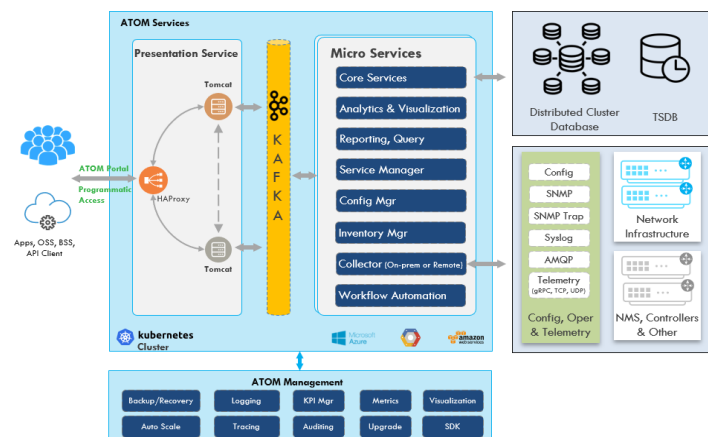 ATOM Services
Presentation Service
Tomcat
HAProxy
Tomcat
KAFKA
Micro Services
Core Services
Analytics & Visualization
Reporting, Query
Service Manager
Config Mgr
Inventory Mgr
Collector (On-prem or Remote)
Workflow Automation
ATOM Portal
Programmatic
Access
Apps, OSS, BSS,
API Client
kubernetes
Cluster
Microsoft
Azure
amazon
web services
Distributed Cluster
Database
TSDB
Config
SNMP
SNMP Trap
Syslog
AMQP
Telemetry
(gRPC, TCP, UDP)
Config, Oper
& Telemetry
Network
Infrastructure
NMS, Controllers
& Other
ATOM Management
Backup/Recovery
Logging
KPI Mgr
Metrics
Visualization
Auto Scale
Tracing
Auditing
Upgrade
SDK